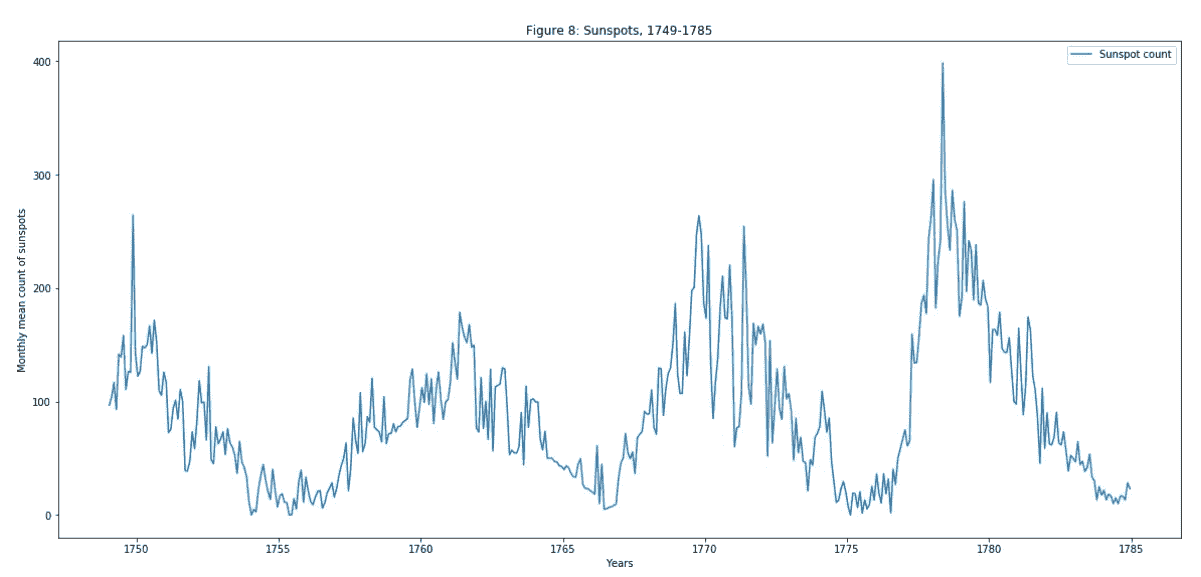 Figure 8: Sunspots, 1749-1785
Sunspot count
Monthly mean count of sunspots
400
300
200
100
0
1750 1755 1760 1765 1770 1775 1780 1785
Years